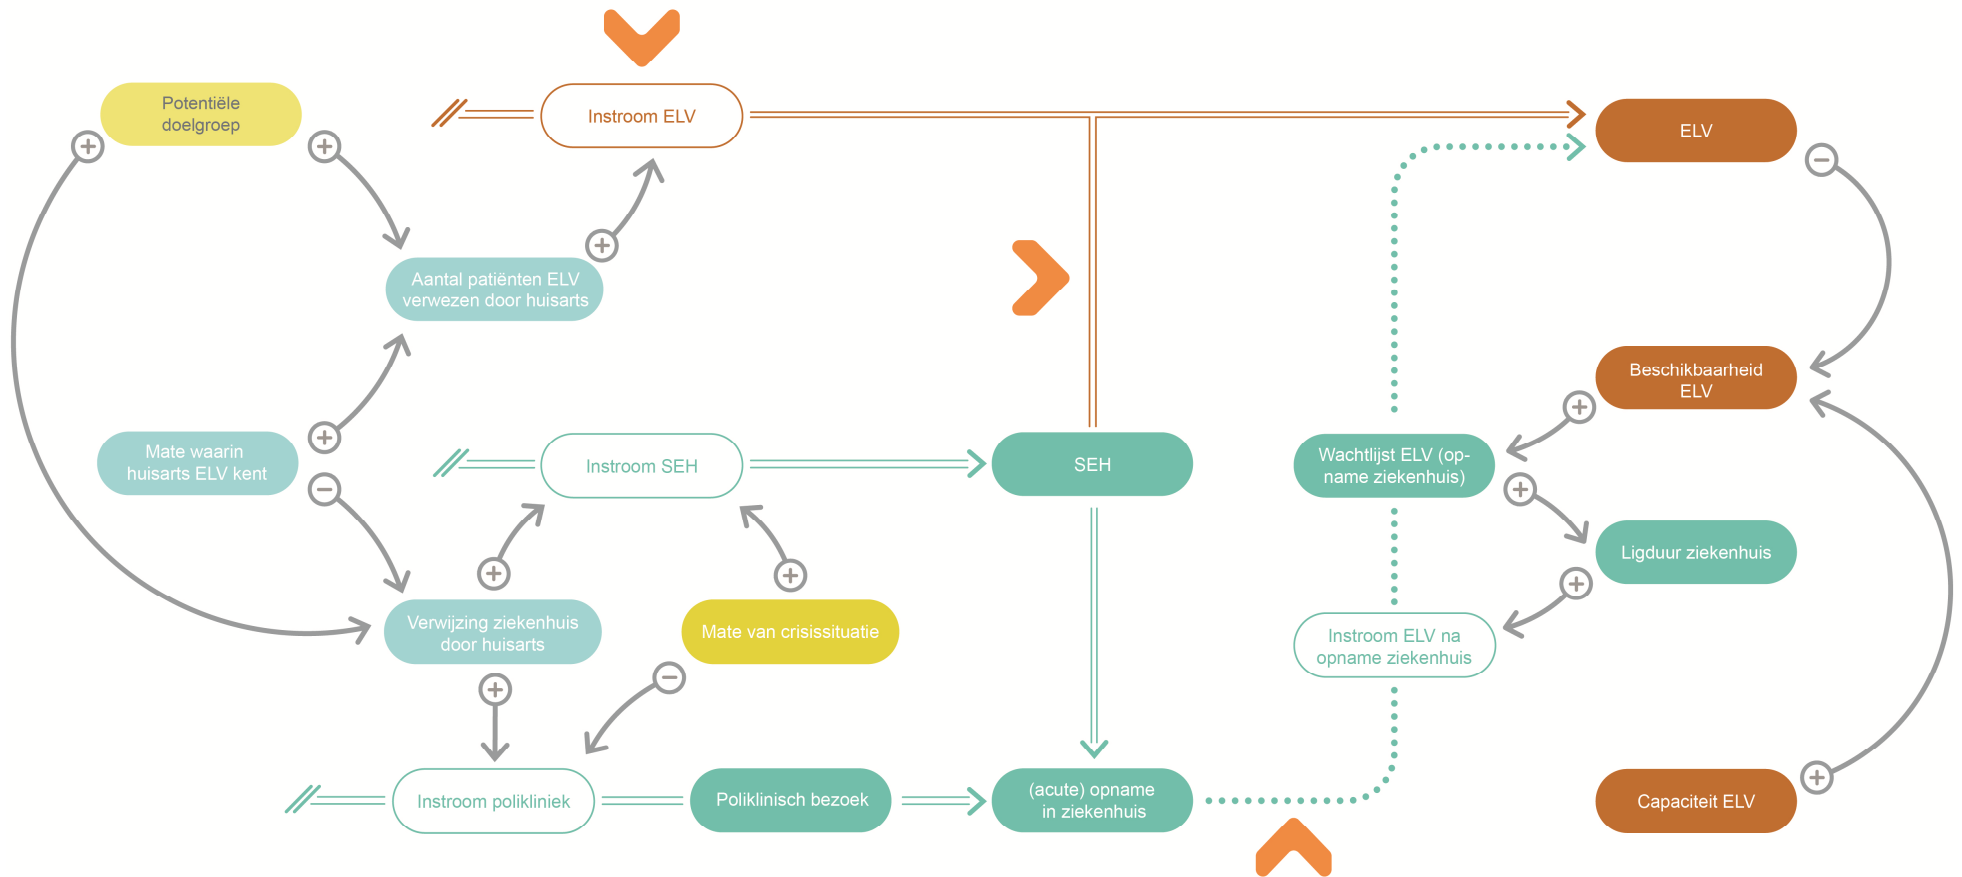 Potentiële
doelgroep
Instroom ELV
ELV
Aantal patiënten ELV
verwezen door huisarts
Beschikbaarheid
ELV
Mate waarin
huisarts ELV kent
Instroom SEH
SEH
Wachtlijst ELV (op-
name ziekenhuis)
Ligduur ziekenhuis
Verwijzing ziekenhuis
door huisarts
Mate van crisissituatie
Instroom ELV na
opname ziekenhuis
Instroom polikliniek
Poliklinisch bezoek
(acute) opname
in ziekenhuis
Capaciteit ELV